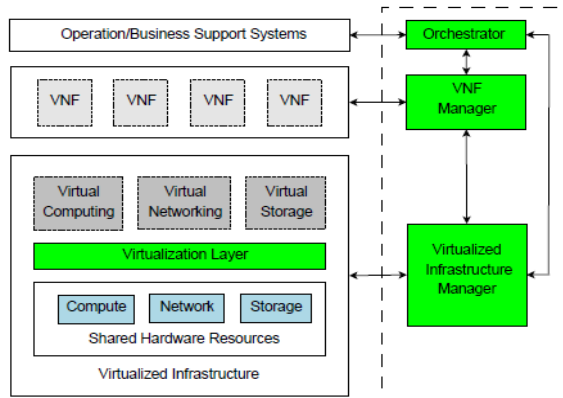 Operation/Business Support Systems
Orchestrator
VNF
VNF
VNF
VNF
VNF
Manager
Virtual
Computing
Virtual
Networking
Virtual
Storage
Virtualization Layer
Virtualized
Infrastructure
Manager
Compute
Network
Storage
Shared Hardware Resources
Virtualized Infrastructure